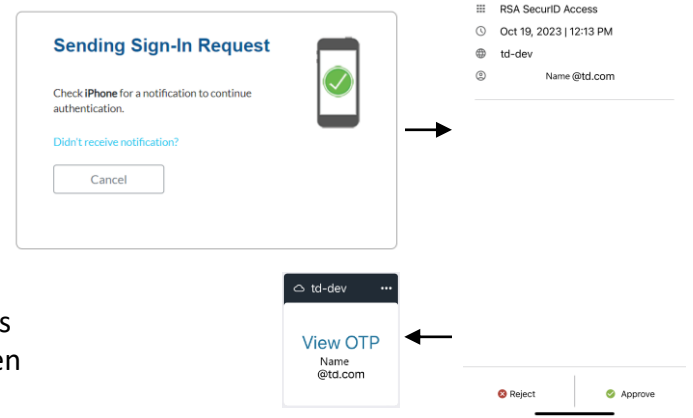 Sending Sign-In Request
Check iPhone for a notification to continue
authentication.
Didn't receive notification?
Cancel
RSA SecurID Access
Oct 19, 2023 | 12:13 PM
td-dev
Name @td.com
Reject
Approve
td-dev
View OTP
Name
@td.com
s
en